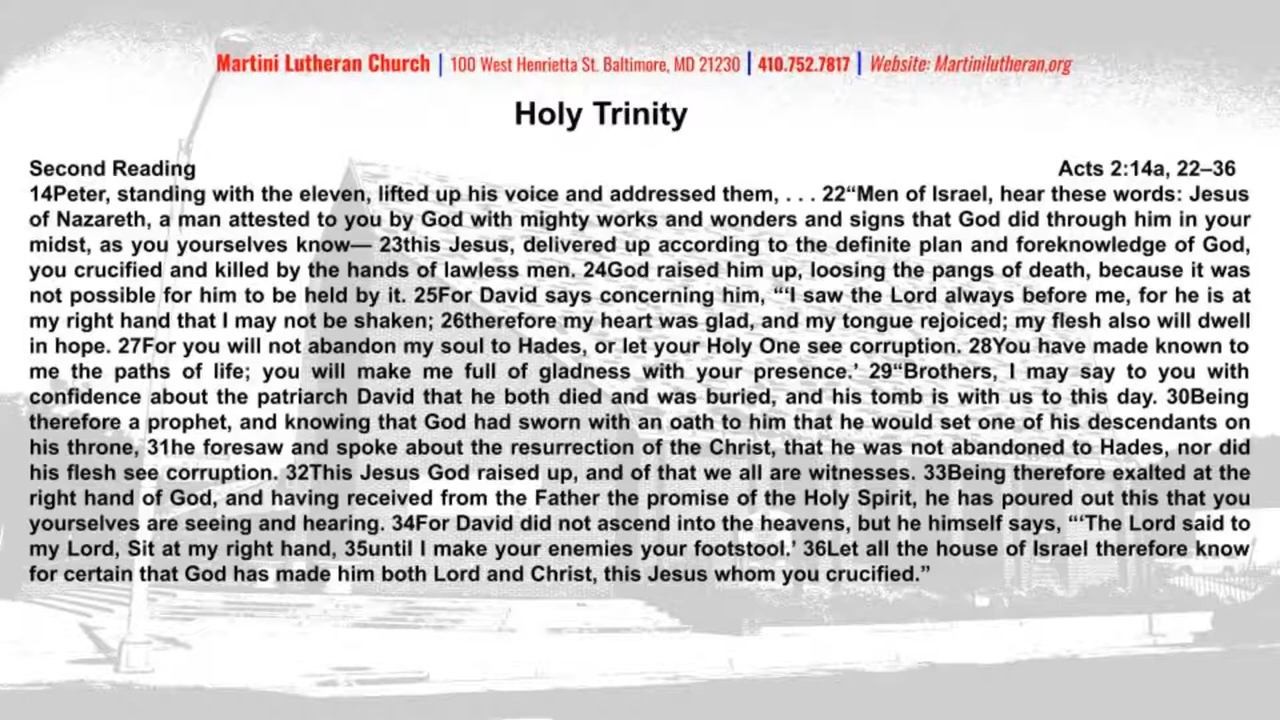 Martini Lutheran Church | 100 West Henrietta St. Baltimore, MD 21230 | 410.752.7817 | Website: Martinilutheran.org
Holy Trinity
Second Reading Acts 2:14a, 22–36
14Peter, standing with the eleven, lifted up his voice and addressed them, . . . 22“Men of Israel, hear these words: Jesus
of Nazareth, a man attested to you by God with mighty works and wonders and signs that God did through him in your
midst, as you yourselves know— 23this Jesus, delivered up according to the definite plan and foreknowledge of God,
you crucified and killed by the hands of lawless men. 24God raised him up, loosing the pangs of death, because it was
not possible for him to be held by it. 25For David says concerning him, “‘I saw the Lord always before me, for he is at
my right hand that I may not be shaken; 26therefore my heart was glad, and my tongue rejoiced; my flesh also will dwell
in hope. 27For you will not abandon my soul to Hades, or let your Holy One see corruption. 28You have made known to
me the paths of life; you will make me full of gladness with your presence.’ 29“Brothers, I may say to you with
confidence about the patriarch David that he both died and was buried, and his tomb is with us to this day. 30Being
therefore a prophet, and knowing that God had sworn with an oath to him that he would set one of his descendants on
his throne, 31he foresaw and spoke about the resurrection of the Christ, that he was not abandoned to Hades, nor did
his flesh see corruption. 32This Jesus God raised up, and of that we all are witnesses. 33Being therefore exalted at the
right hand of God, and having received from the Father the promise of the Holy Spirit, he has poured out this that you
yourselves are seeing and hearing. 34For David did not ascend into the heavens, but he himself says, “‘The Lord said to
my Lord, Sit at my right hand, 35until I make your enemies your footstool.’ 36Let all the house of Israel therefore know
for certain that God has made him both Lord and Christ, this Jesus whom you crucified.”